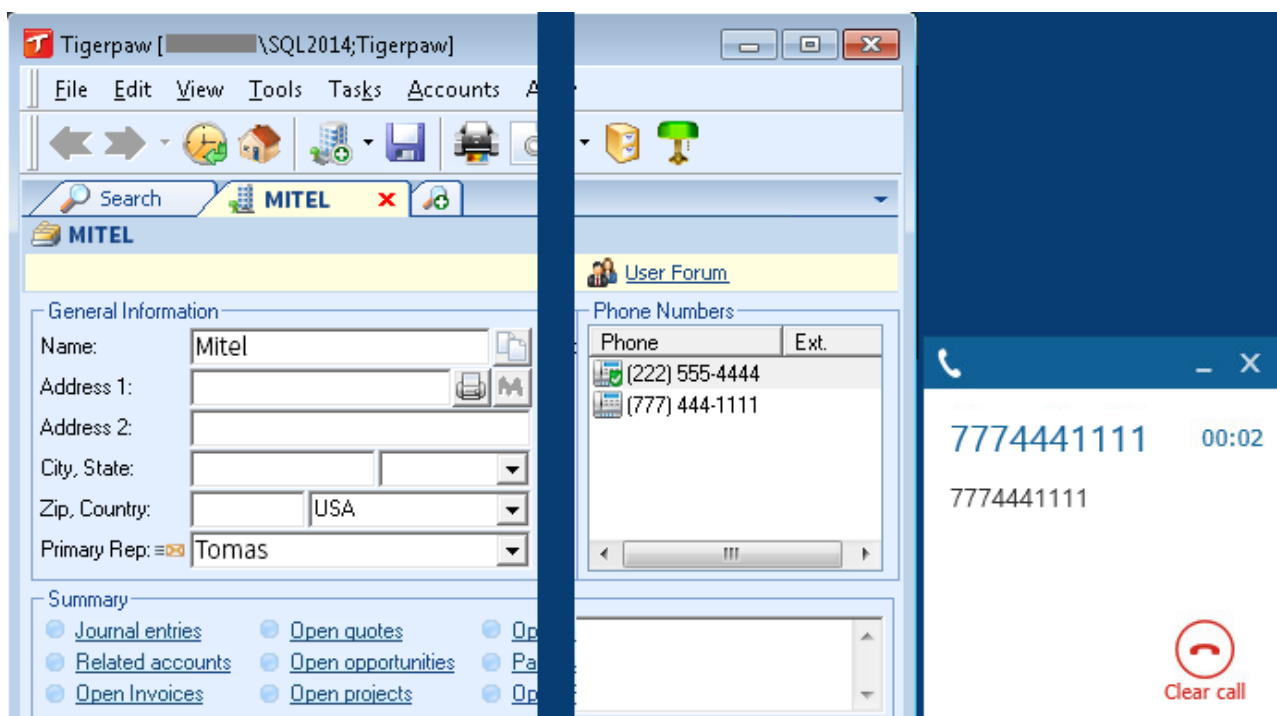 Tigerpaw [ \SQL2014;Tigerpaw]
File Edit View Tools Tasks Accounts
Search MITEL
MITEL
User Forum
General Information
Name: Mitel
Address 1:
Address 2:
City, State:
Zip, Country: USA
Primary Rep: Tomas
Phone Numbers
Phone Ext.
(222) 555-4444
(777) 444-1111
Summary
Journal entries Open quotes Op
Related accounts Open opportunities Pa
Open Invoices Open projects Op
7774441111 00:02
7774441111
Clear call